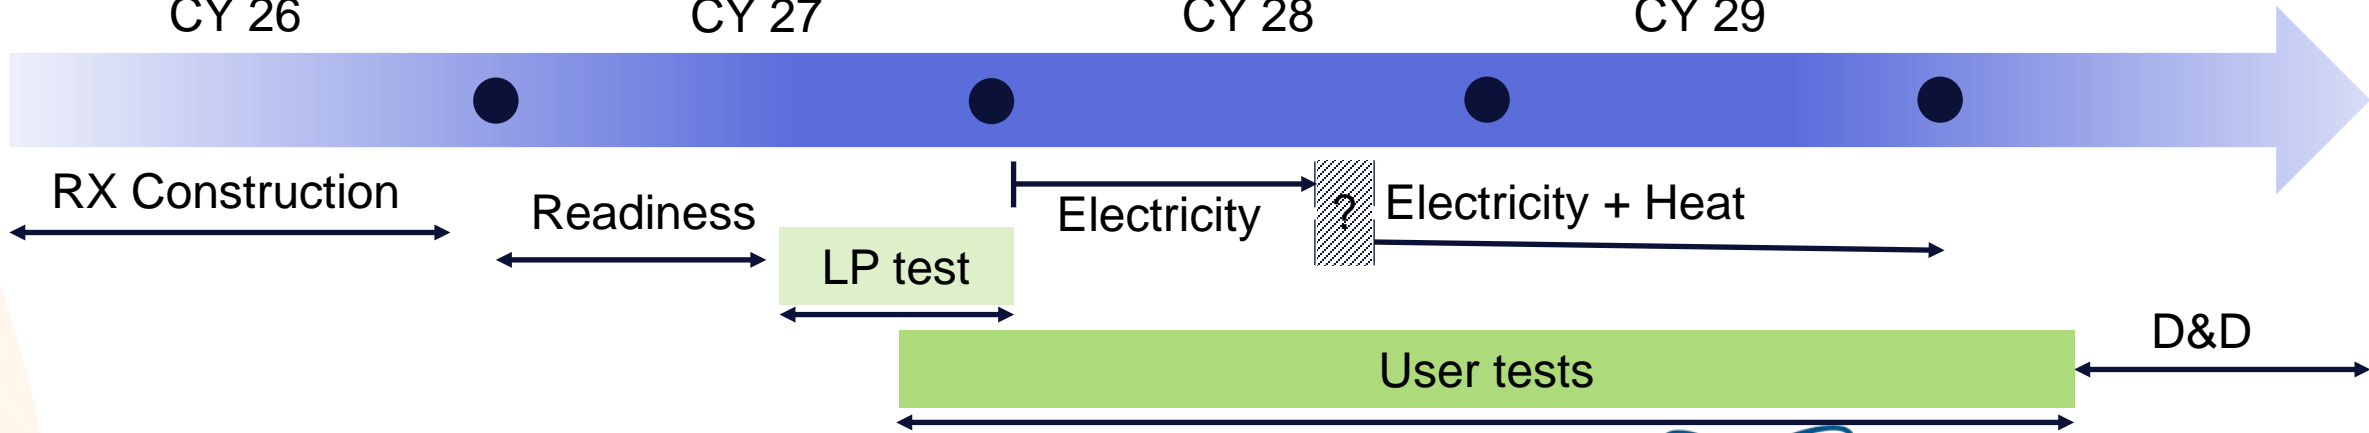 CY 26
CY 27
CY 28
CY 29
RX Construction
Readiness
LP test
Electricity
?
Electricity + Heat
User tests
D&D